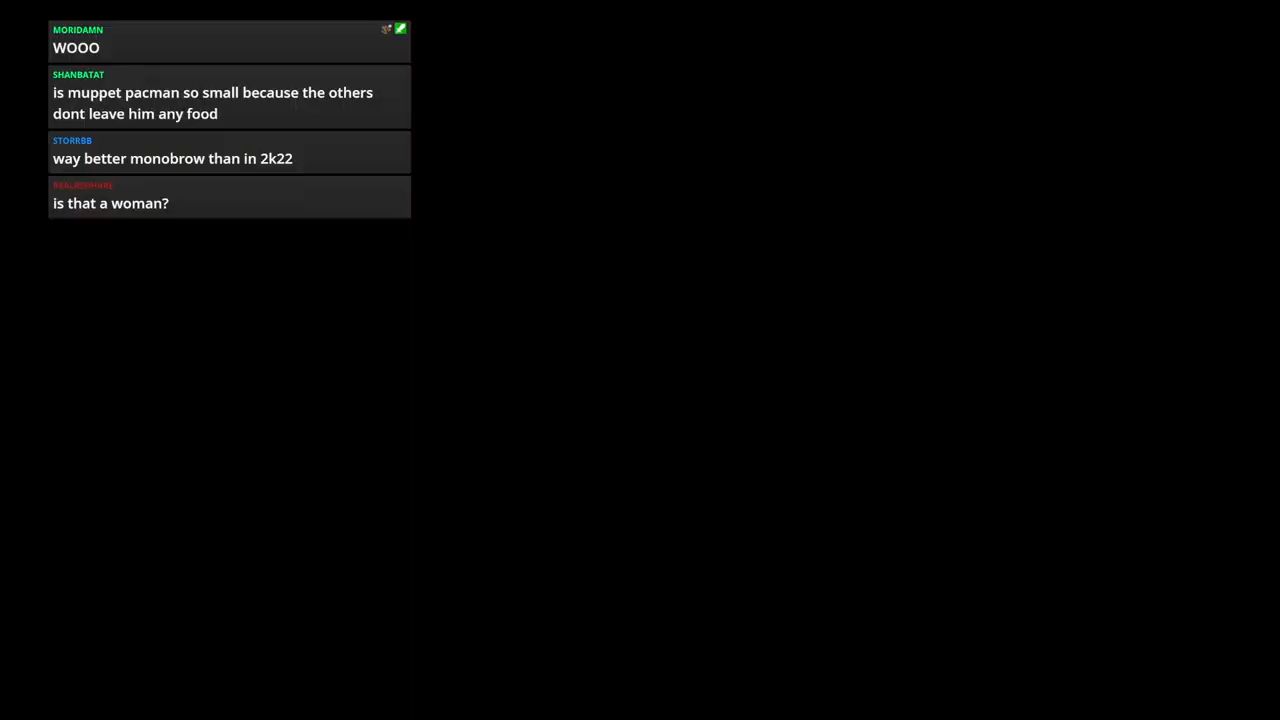 MORIDAMN
WOOO
SHANBATAT
is muppet pacman so small because the others
dont leave him any food
STORRBB
way better monobrow than in 2k22
is that a woman?